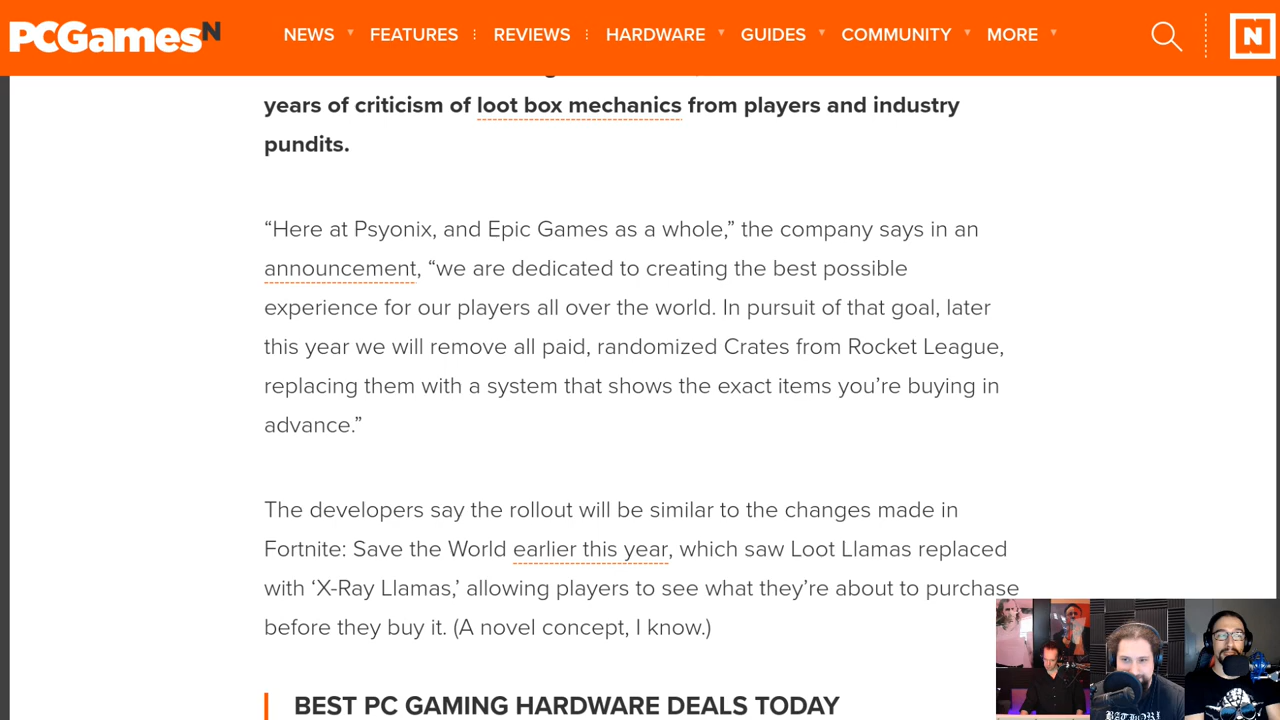 PCGamesN
NEWS FEATURES REVIEWS HARDWARE GUIDES COMMUNITY MORE
N
years of criticism of loot box mechanics from players and industry
pundits.
“Here at Psyonix, and Epic Games as a whole,” the company says in an
announcement, “we are dedicated to creating the best possible
experience for our players all over the world. In pursuit of that goal, later
this year we will remove all paid, randomized Crates from Rocket League,
replacing them with a system that shows the exact items you’re buying in
advance.”
The developers say the rollout will be similar to the changes made in
Fortnite: Save the World earlier this year, which saw Loot Llamas replaced
with ‘X-Ray Llamas,’ allowing players to see what they’re about to purchase
before they buy it. (A novel concept, I know.)
BEST PC GAMING HARDWARE DEALS TODAY